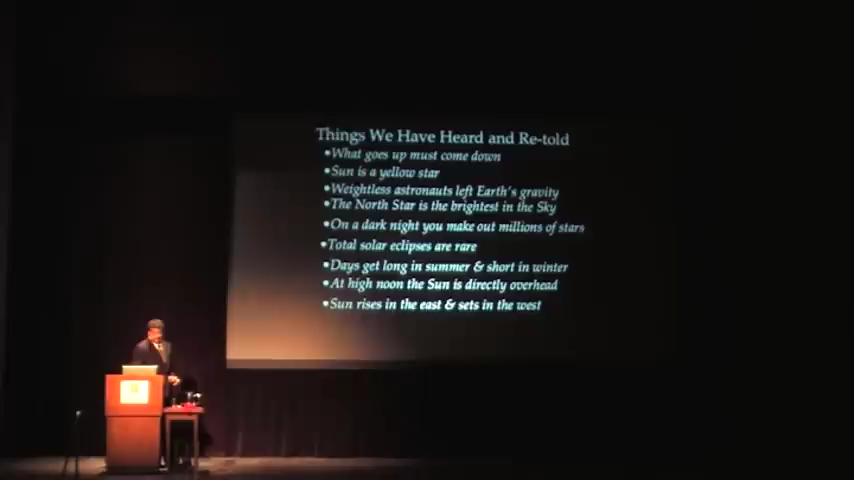 Things We Have Heard and Re-told
•What goes up must come down
•Sun is a yellow star
•Weightless astronauts left Earth's gravity
•The North Star is the brightest in the Sky
•On a dark night you make out millions of stars
•Total solar eclipses are rare
•Days get long in summer & short in winter
•At high noon the Sun is directly overhead
•Sun rises in the east & sets in the west